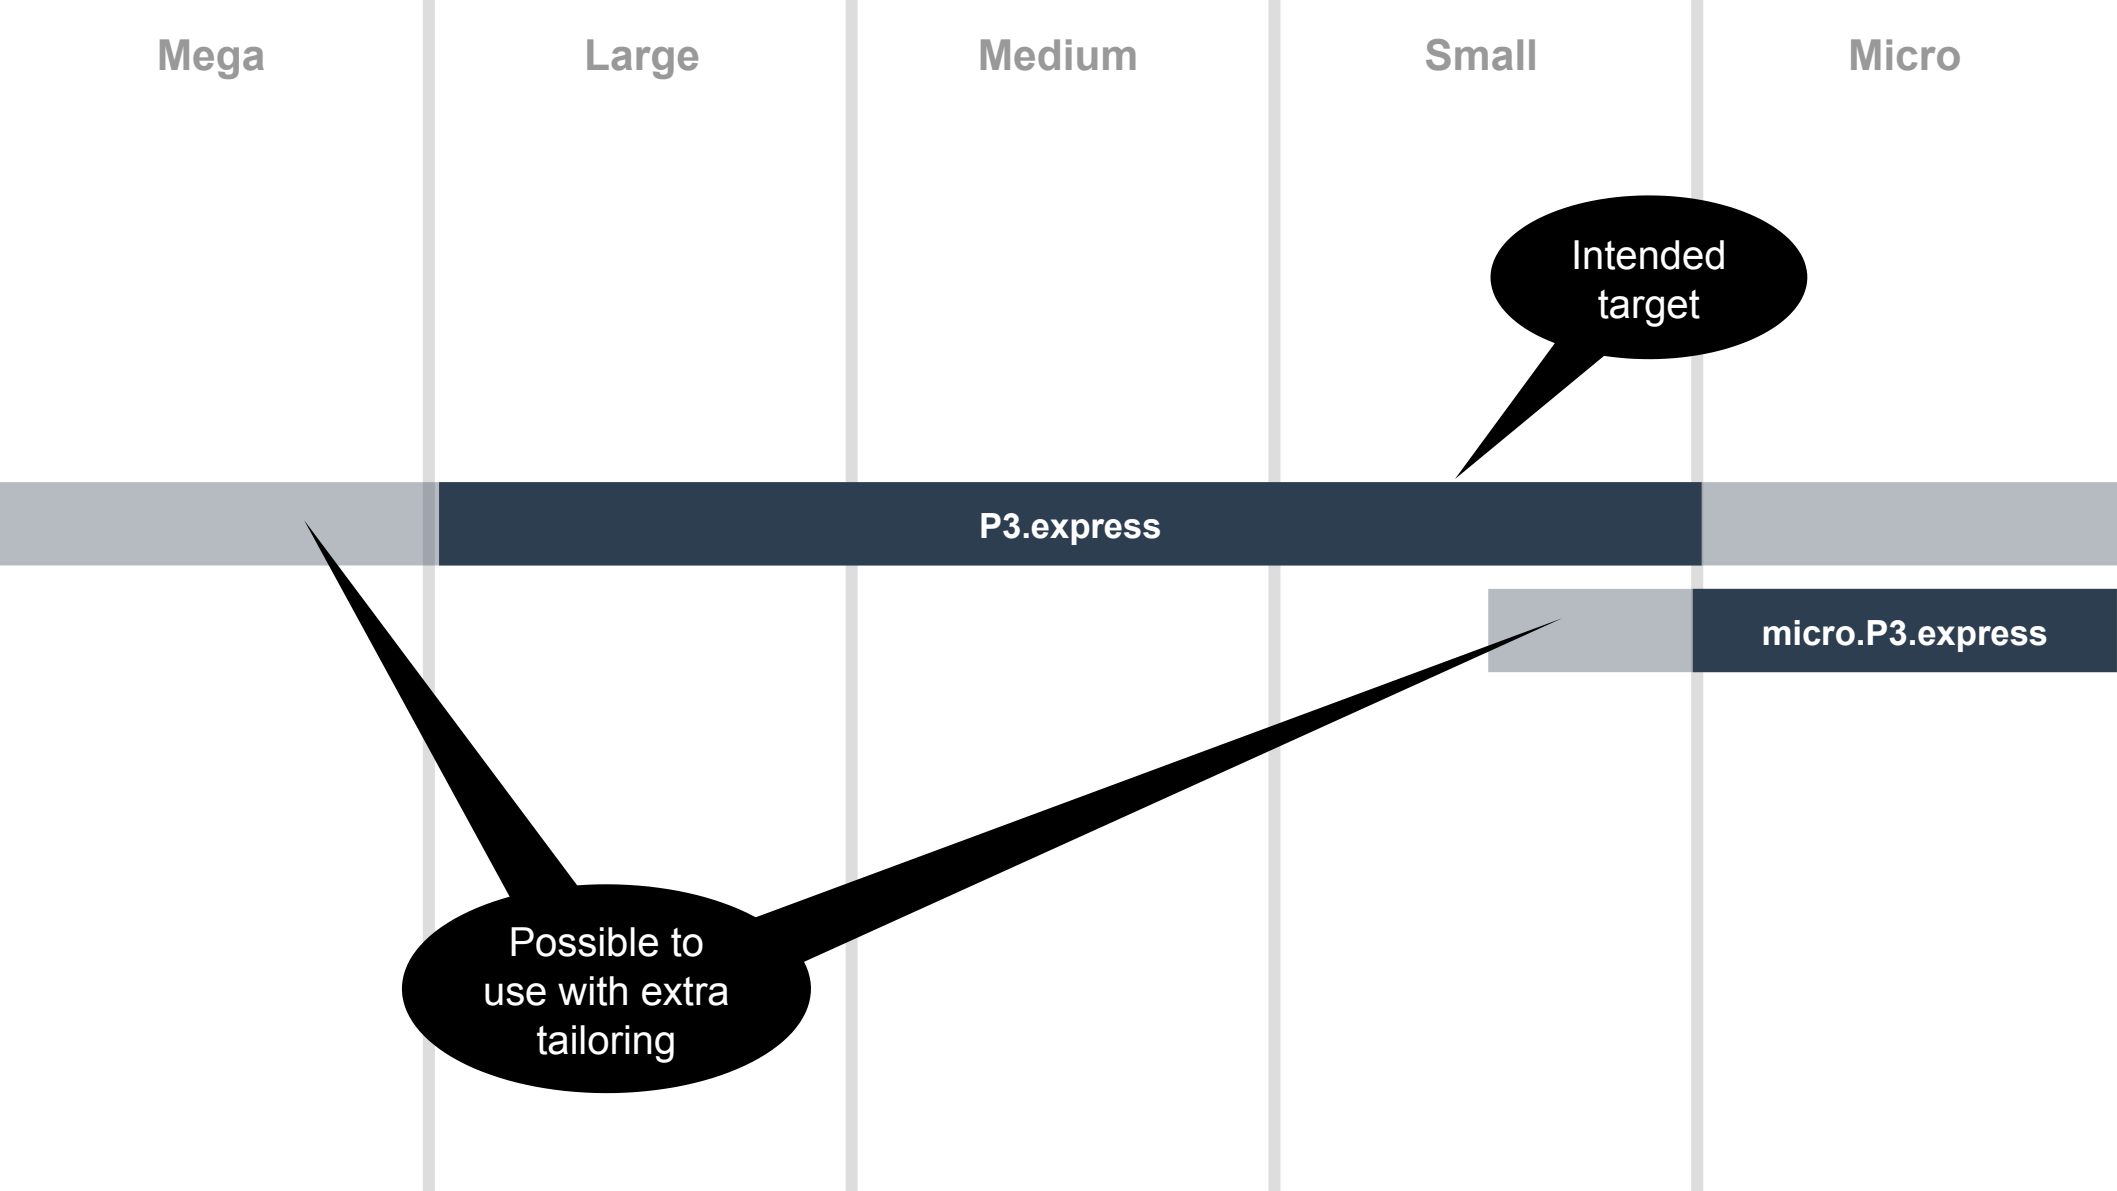 Mega
Large
Medium
Small
Micro
Intended
target
P3.express
micro.P3.express
Possible to
use with extra
tailoring